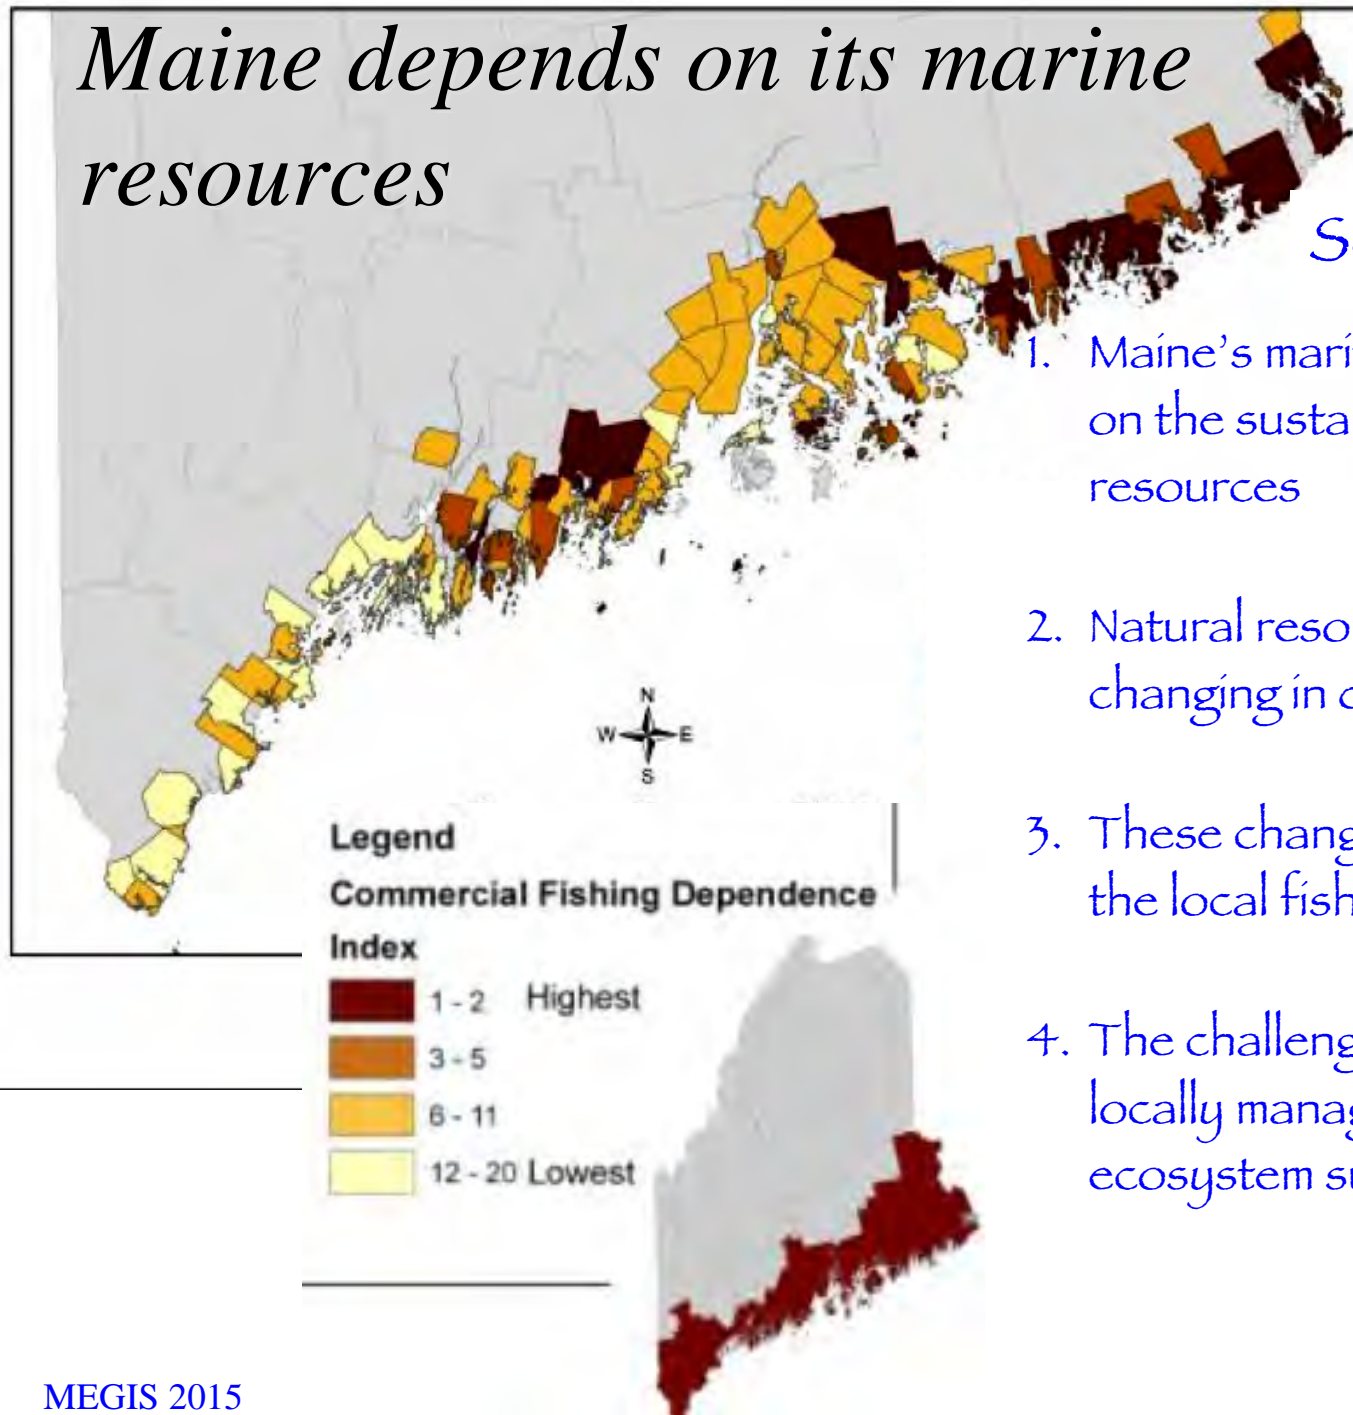 Maine depends on its marine
resources
1. Maine's mari
on the susta
resources
2. Natural reso
changing in
3. These chang
the local fish
4. The challeng
locally manag
ecosystem su
N
W E
S
Legend
Commercial Fishing Dependence
Index
1 - 2 Highest
3 - 5
6 - 11
12 - 20 Lowest
MEGIS 2015